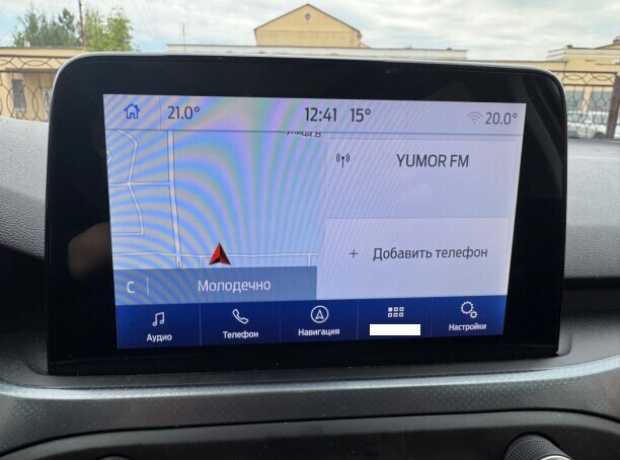 21.0°
12:41
15°
20.0°
YUMOR FM
+ Добавить телефон
С
Молодечно
Аудио
Телефон
Навигация
Настройки